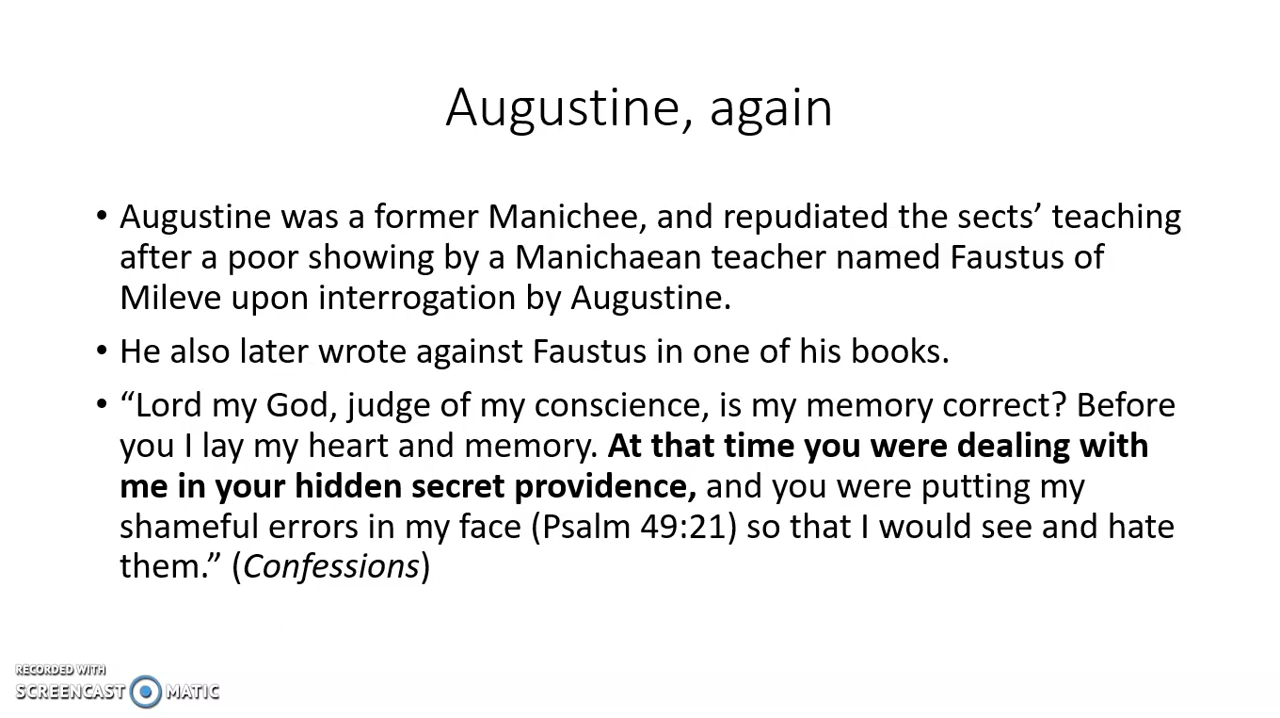 Augustine, again
• Augustine was a former Manichee, and repudiated the sects’ teaching
after a poor showing by a Manichaean teacher named Faustus of
Mileve upon interrogation by Augustine.
• He also later wrote against Faustus in one of his books.
• “Lord my God, judge of my conscience, is my memory correct? Before
you I lay my heart and memory. At that time you were dealing with
me in your hidden secret providence, and you were putting my
shameful errors in my face (Psalm 49:21) so that I would see and hate
them.” (Confessions)
RECORDED WITH
SCREENCAST MATIC